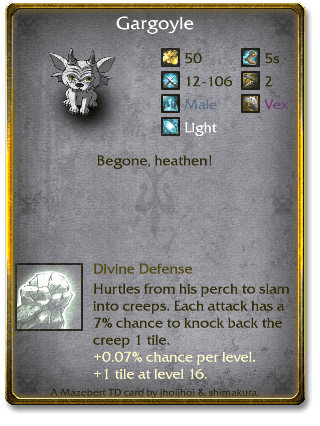 Gargoyle
50 5s
12-106 2
Male Vex
Light
Begone, heathen!
Divine Defense
Hurtles from his perch to slam
into creeps. Each attack has a
7% chance to knock back the
creep 1 tile.
+0.07% chance per level.
+1 tile at level 16.
A Mazebert TD card by jhoijhoi & shimakura.